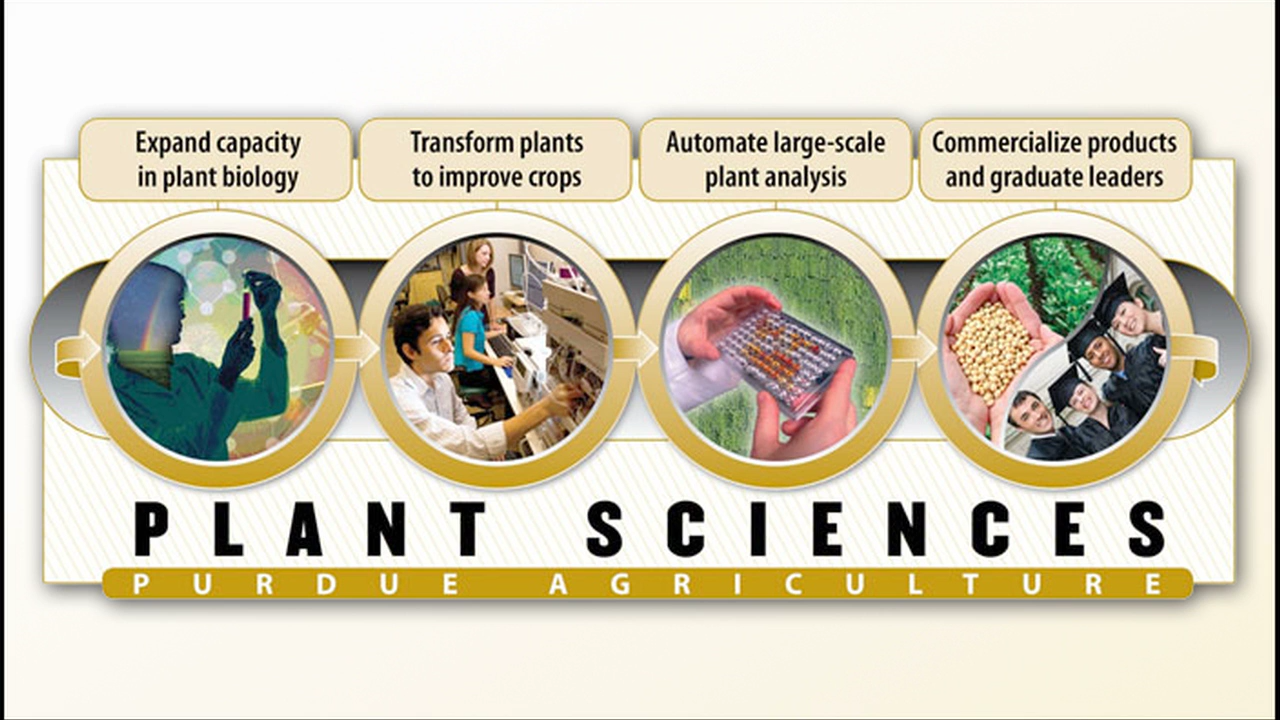 Expand capacity
in plant biology
Transform plants
to improve crops
Automate large-scale
plant analysis
Commercialize products
and graduate leaders
PLANT SCIENCES
PURDUE AGRICULTURE